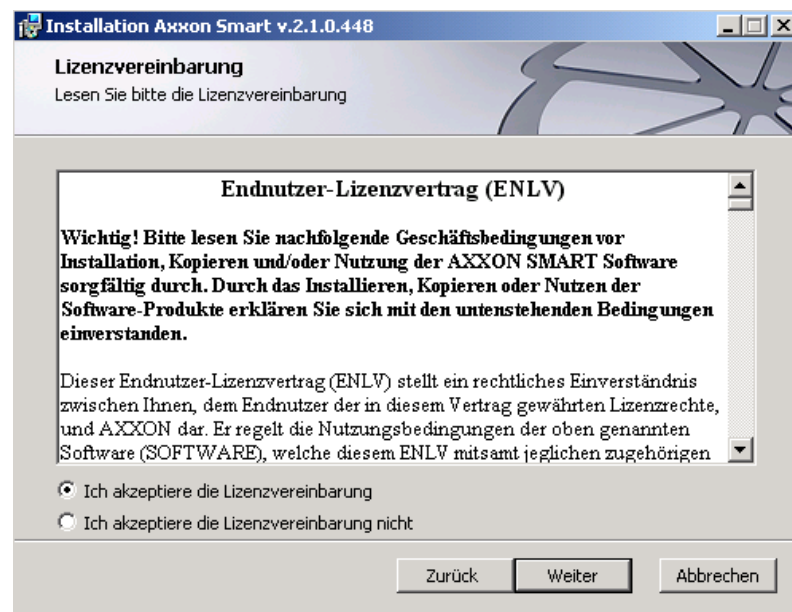 Installation Axxon Smart v.2.1.0.448
Lizenzvereinbarung
Lesen Sie bitte die Lizenzvereinbarung
Endnutzer-Lizenzvertrag (ENLV)
Wichtig! Bitte lesen Sie nachfolgende Geschäftsbedingungen vor
Installation, Kopieren und/oder Nutzung der AXXON SMART Software
sorgfältig durch. Durch das Installieren, Kopieren oder Nutzen der
Software-Produkte erklären Sie sich mit den untenstehenden Bedingungen
einverstanden.
Dieser Endnutzer-Lizenzvertrag (ENLV) stellt ein rechtliches Einverständnis
zwischen Ihnen, dem Endnutzer der in diesem Vertrag gewährten Lizenzrechte,
und AXXON dar. Er regelt die Nutzungsbedingungen der oben genannten
Software (SOFTWARE), welche diesem ENLV mitsamt jeglichen zugehörigen
Ich akzeptiere die Lizenzvereinbarung
Ich akzeptiere die Lizenzvereinbarung nicht
Zurück Weiter Abbrechen